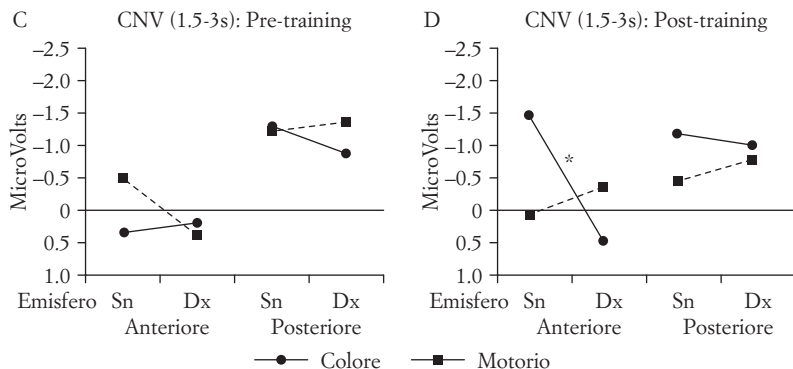 C CNV (1.5-3s): Pre-training
MicroVolts
–2.5
–2.0
–1.5
–1.0
–0.5
0
0.5
1.0
Emisfero Sn Dx Sn Dx
Anteriore Posteriore
D CNV (1.5-3s): Post-training
MicroVolts
–2.5
–2.0
–1.5
–1.0
–0.5
0
0.5
1.0
*
Emisfero Sn Dx Sn Dx
Anteriore Posteriore
Colore Motorio